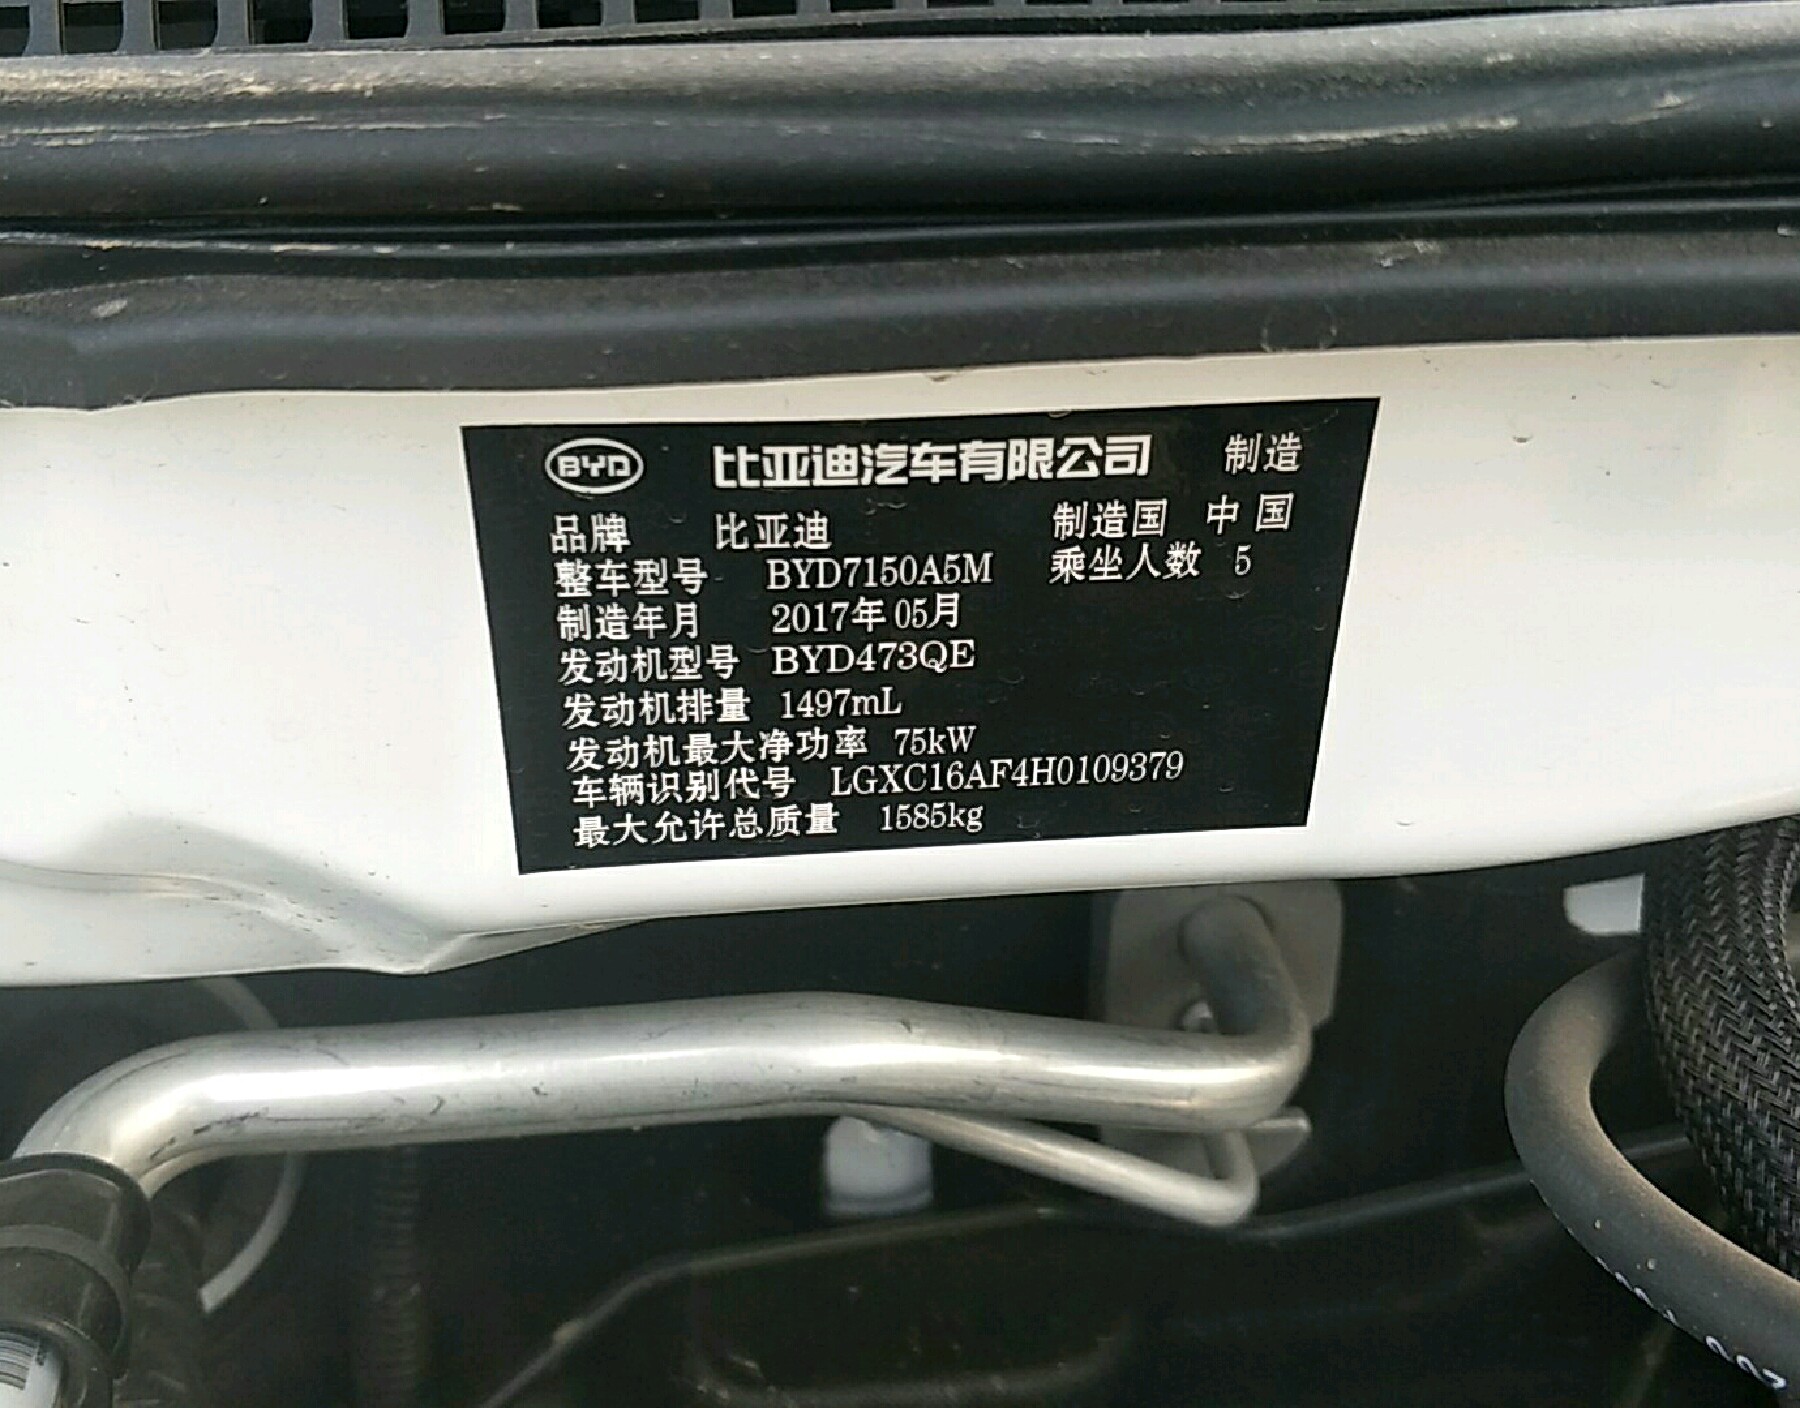 BYD 比亚迪汽车有限公司 制造
品牌 比亚迪 制造国 中国
整车型号 BYD7150A5M 乘坐人数 5
制造年月 2017年05月
发动机型号 BYD473QE
发动机排量 1497mL
发动机最大净功率 75kW
车辆识别代号 LGXC16AF4H0109379
最大允许总质量 1585kg